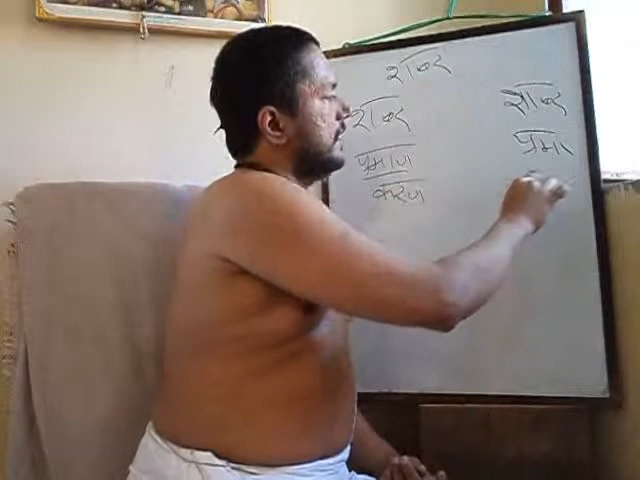 शब्द
शब्द
प्रमाण
करण
शाब्द
प्रमा